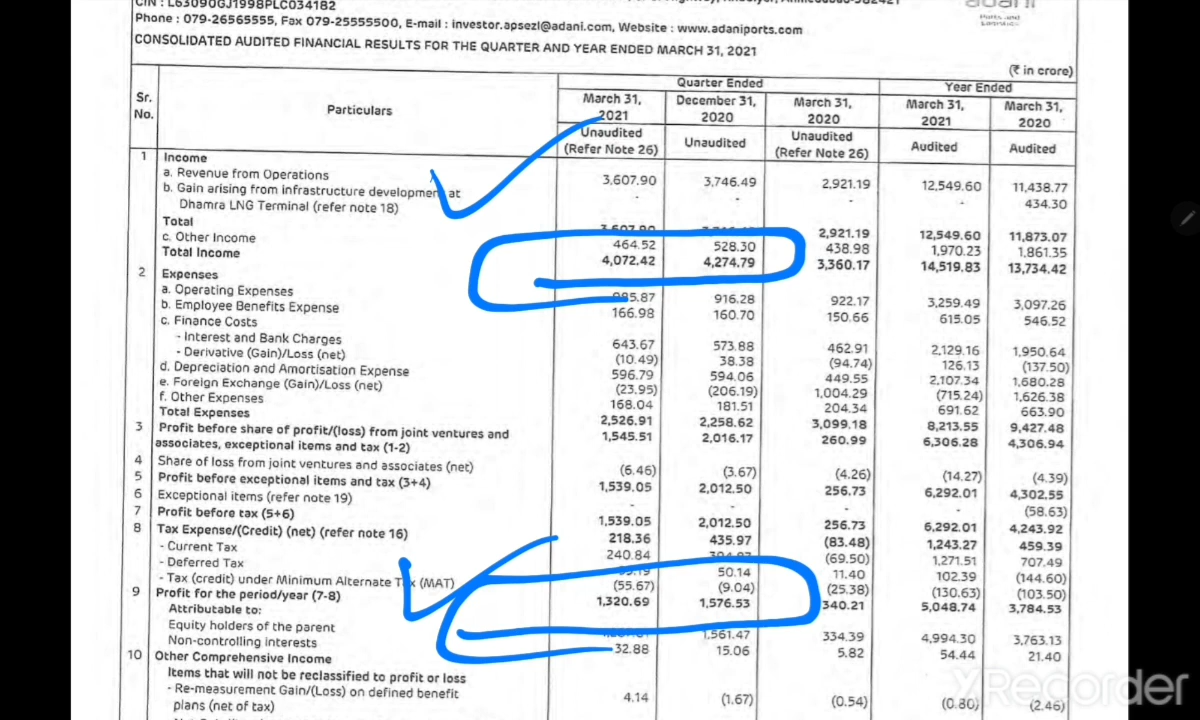 CIN : L63090GJ1998PLC034182
Phone : 079-26565555, Fax 079-25555500, E-mail : investor.apsezl@adani.com, Website : www.adaniports.com
adani
Ports and
Logistics
CONSOLIDATED AUDITED FINANCIAL RESULTS FOR THE QUARTER AND YEAR ENDED MARCH 31, 2021
(₹ in crore)
Sr. No. Particulars Quarter Ended Year Ended
March 31, 2021 December 31, 2020 March 31, 2020 March 31, 2021 March 31, 2020
Unaudited (Refer Note 26) Unaudited Unaudited (Refer Note 26) Audited Audited
1 Income
a. Revenue from Operations 3,607.90 3,746.49 2,921.19 12,549.60 11,438.77
b. Gain arising from infrastructure development at
Dhamra LNG Terminal (refer note 18) - - - - 434.30
Total 3,607.90 2,921.19 12,549.60 11,873.07
c. Other Income 464.52 528.30 438.98 1,970.23 1,861.35
Total Income 4,072.42 4,274.79 3,360.17 14,519.83 13,734.42
2 Expenses
a. Operating Expenses 985.87 916.28 922.17 3,259.49 3,097.26
b. Employee Benefits Expense 166.98 160.70 150.66 615.05 546.52
c. Finance Costs
- Interest and Bank Charges 643.67 573.88 462.91 2,129.16 1,950.64
- Derivative (Gain)/Loss (net) (10.49) 38.38 (94.74) 126.13 (137.50)
d. Depreciation and Amortisation Expense 596.79 594.06 449.55 2,107.34 1,680.28
e. Foreign Exchange (Gain)/Loss (net) (23.95) (206.19) 1,004.29 (715.24) 1,626.38
f. Other Expenses 168.04 181.51 204.34 691.62 663.90
Total Expenses 2,526.91 2,258.62 3,099.18 8,213.55 9,427.48
3 Profit before share of profit/(loss) from joint ventures and
associates, exceptional items and tax (1-2) 1,545.51 2,016.17 260.99 6,306.28 4,306.94
4 Share of loss from joint ventures and associates (net) (6.46) (3.67) (4.26) (14.27) (4.39)
5 Profit before exceptional items and tax (3+4) 1,539.05 2,012.50 256.73 6,292.01 4,302.55
6 Exceptional items (refer note 19) - - - - (58.63)
7 Profit before tax (5+6) 1,539.05 2,012.50 256.73 6,292.01 4,243.92
8 Tax Expense/(Credit) (net) (refer note 16) 218.36 435.97 (83.48) 1,243.27 459.39
- Current Tax 240.84 (69.50) 1,271.51 707.49
- Deferred Tax 50.14 11.40 102.39 (144.60)
- Tax (credit) under Minimum Alternate Tax (MAT) (55.67) (9.04) (25.38) (130.63) (103.50)
9 Profit for the period/year (7-8) 1,320.69 1,576.53 340.21 5,048.74 3,784.53
Attributable to:
Equity holders of the parent 1,561.47 334.39 4,994.30 3,763.13
Non-controlling interests 32.88 15.06 5.82 54.44 21.40
10 Other Comprehensive Income
Items that will not be reclassified to profit or loss
- Re-measurement Gain/(Loss) on defined benefit
plans (net of tax) 4.14 (1.67) (0.54) (0.80) (2.46)
XRecorder